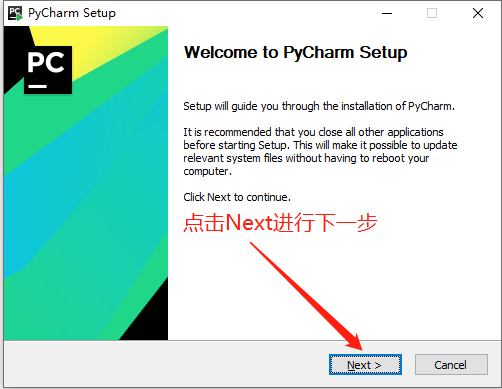 PyCharm Setup
PC
Welcome to PyCharm Setup
Setup will guide you through the installation of PyCharm.
It is recommended that you close all other applications
before starting Setup. This will make it possible to update
relevant system files without having to reboot your
computer.
Click Next to continue.
点击Next进行下一步
Next >
Cancel